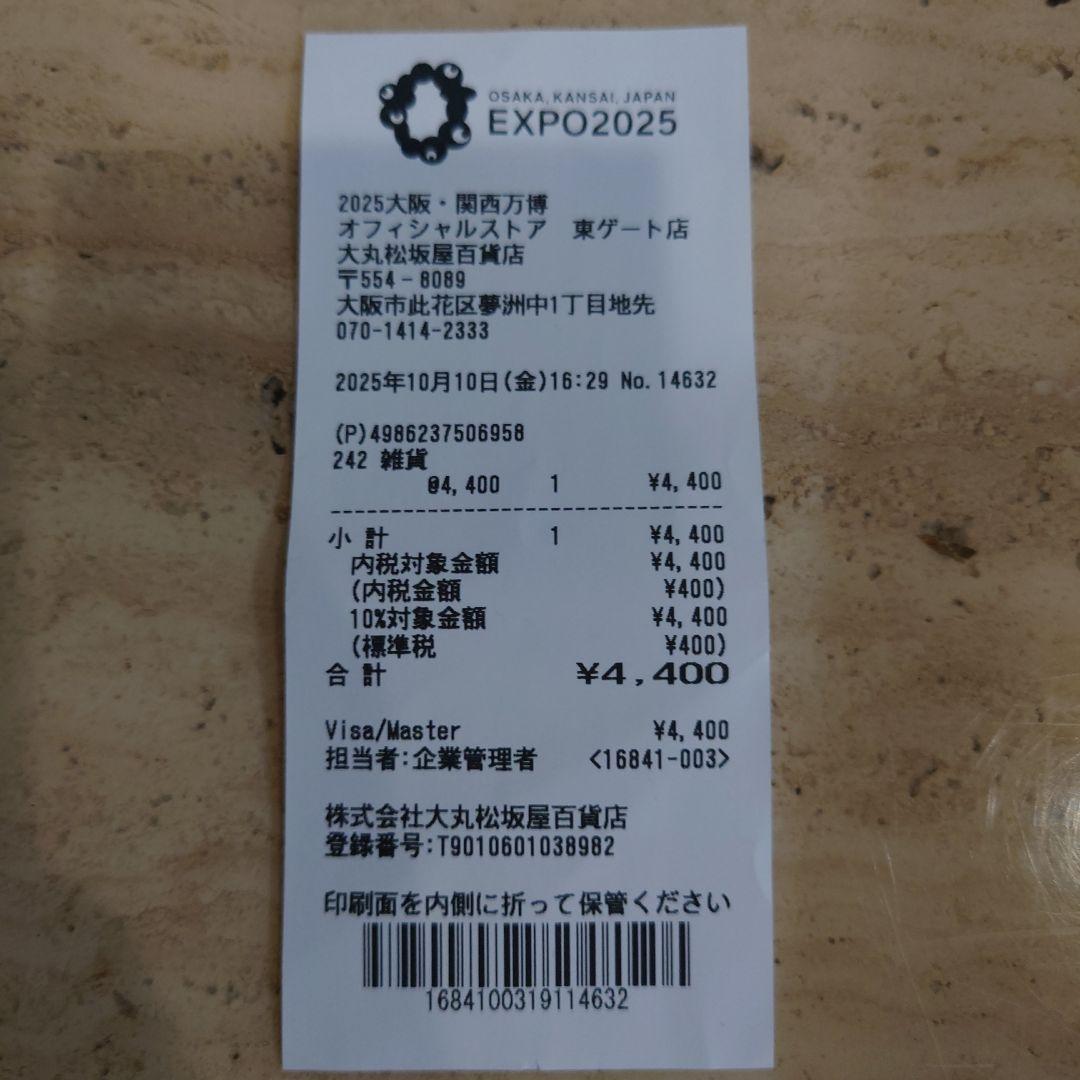 OSAKA, KANSAI, JAPAN
EXPO2025
2025大阪・関西万博
オフィシャルストア　東ゲート店
大丸松坂屋百貨店
〒554-8089
大阪市此花区夢洲中1丁目地先
070-1414-2333
2025年10月10日(金)16:29 No.14632
(P)4986237506958
242 雑貨
@4,400 1 ¥4,400
小 計 1 ¥4,400
内税対象金額 ¥4,400
(内税金額 ¥400)
10%対象金額 ¥4,400
(標準税 ¥400)
合 計 ¥4,400
Visa/Master ¥4,400
担当者:企業管理者 <16841-003>
株式会社大丸松坂屋百貨店
登録番号:T9010601038982
印刷面を内側に折って保管ください
1684100319114632